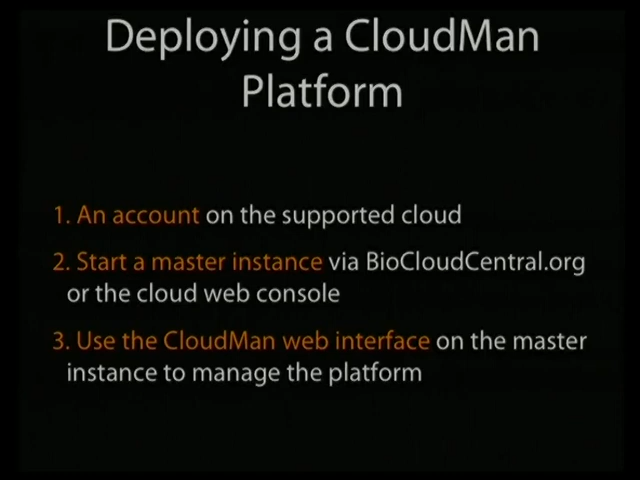 Deploying a CloudMan
Platform
1. An account on the supported cloud
2. Start a master instance via BioCloudCentral.org
or the cloud web console
3. Use the CloudMan web interface on the master
instance to manage the platform